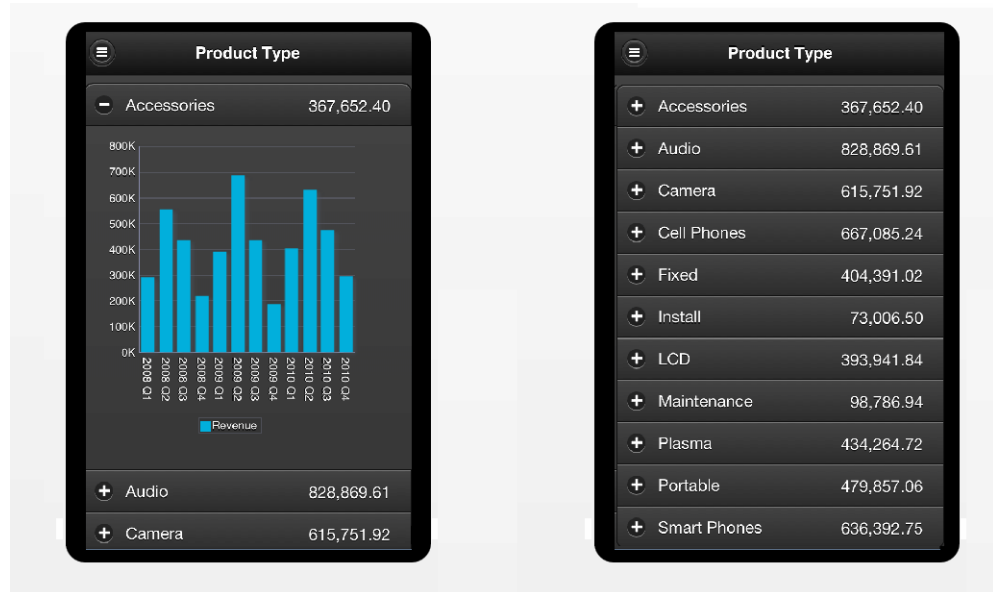 Product Type
Accessories 367,652.40
800K
700K
600K
500K
400K
300K
200K
100K
0K
2008 Q1
2008 Q2
2008 Q3
2008 Q4
2009 Q1
2009 Q2
2009 Q3
2009 Q4
2010 Q1
2010 Q2
2010 Q3
2010 Q4
Revenue
Audio 828,869.61
Camera 615,751.92
Product Type
Accessories 367,652.40
Audio 828,869.61
Camera 615,751.92
Cell Phones 667,085.24
Fixed 404,391.02
Install 73,006.50
LCD 393,941.84
Maintenance 98,786.94
Plasma 434,264.72
Portable 479,857.06
Smart Phones 636,392.75